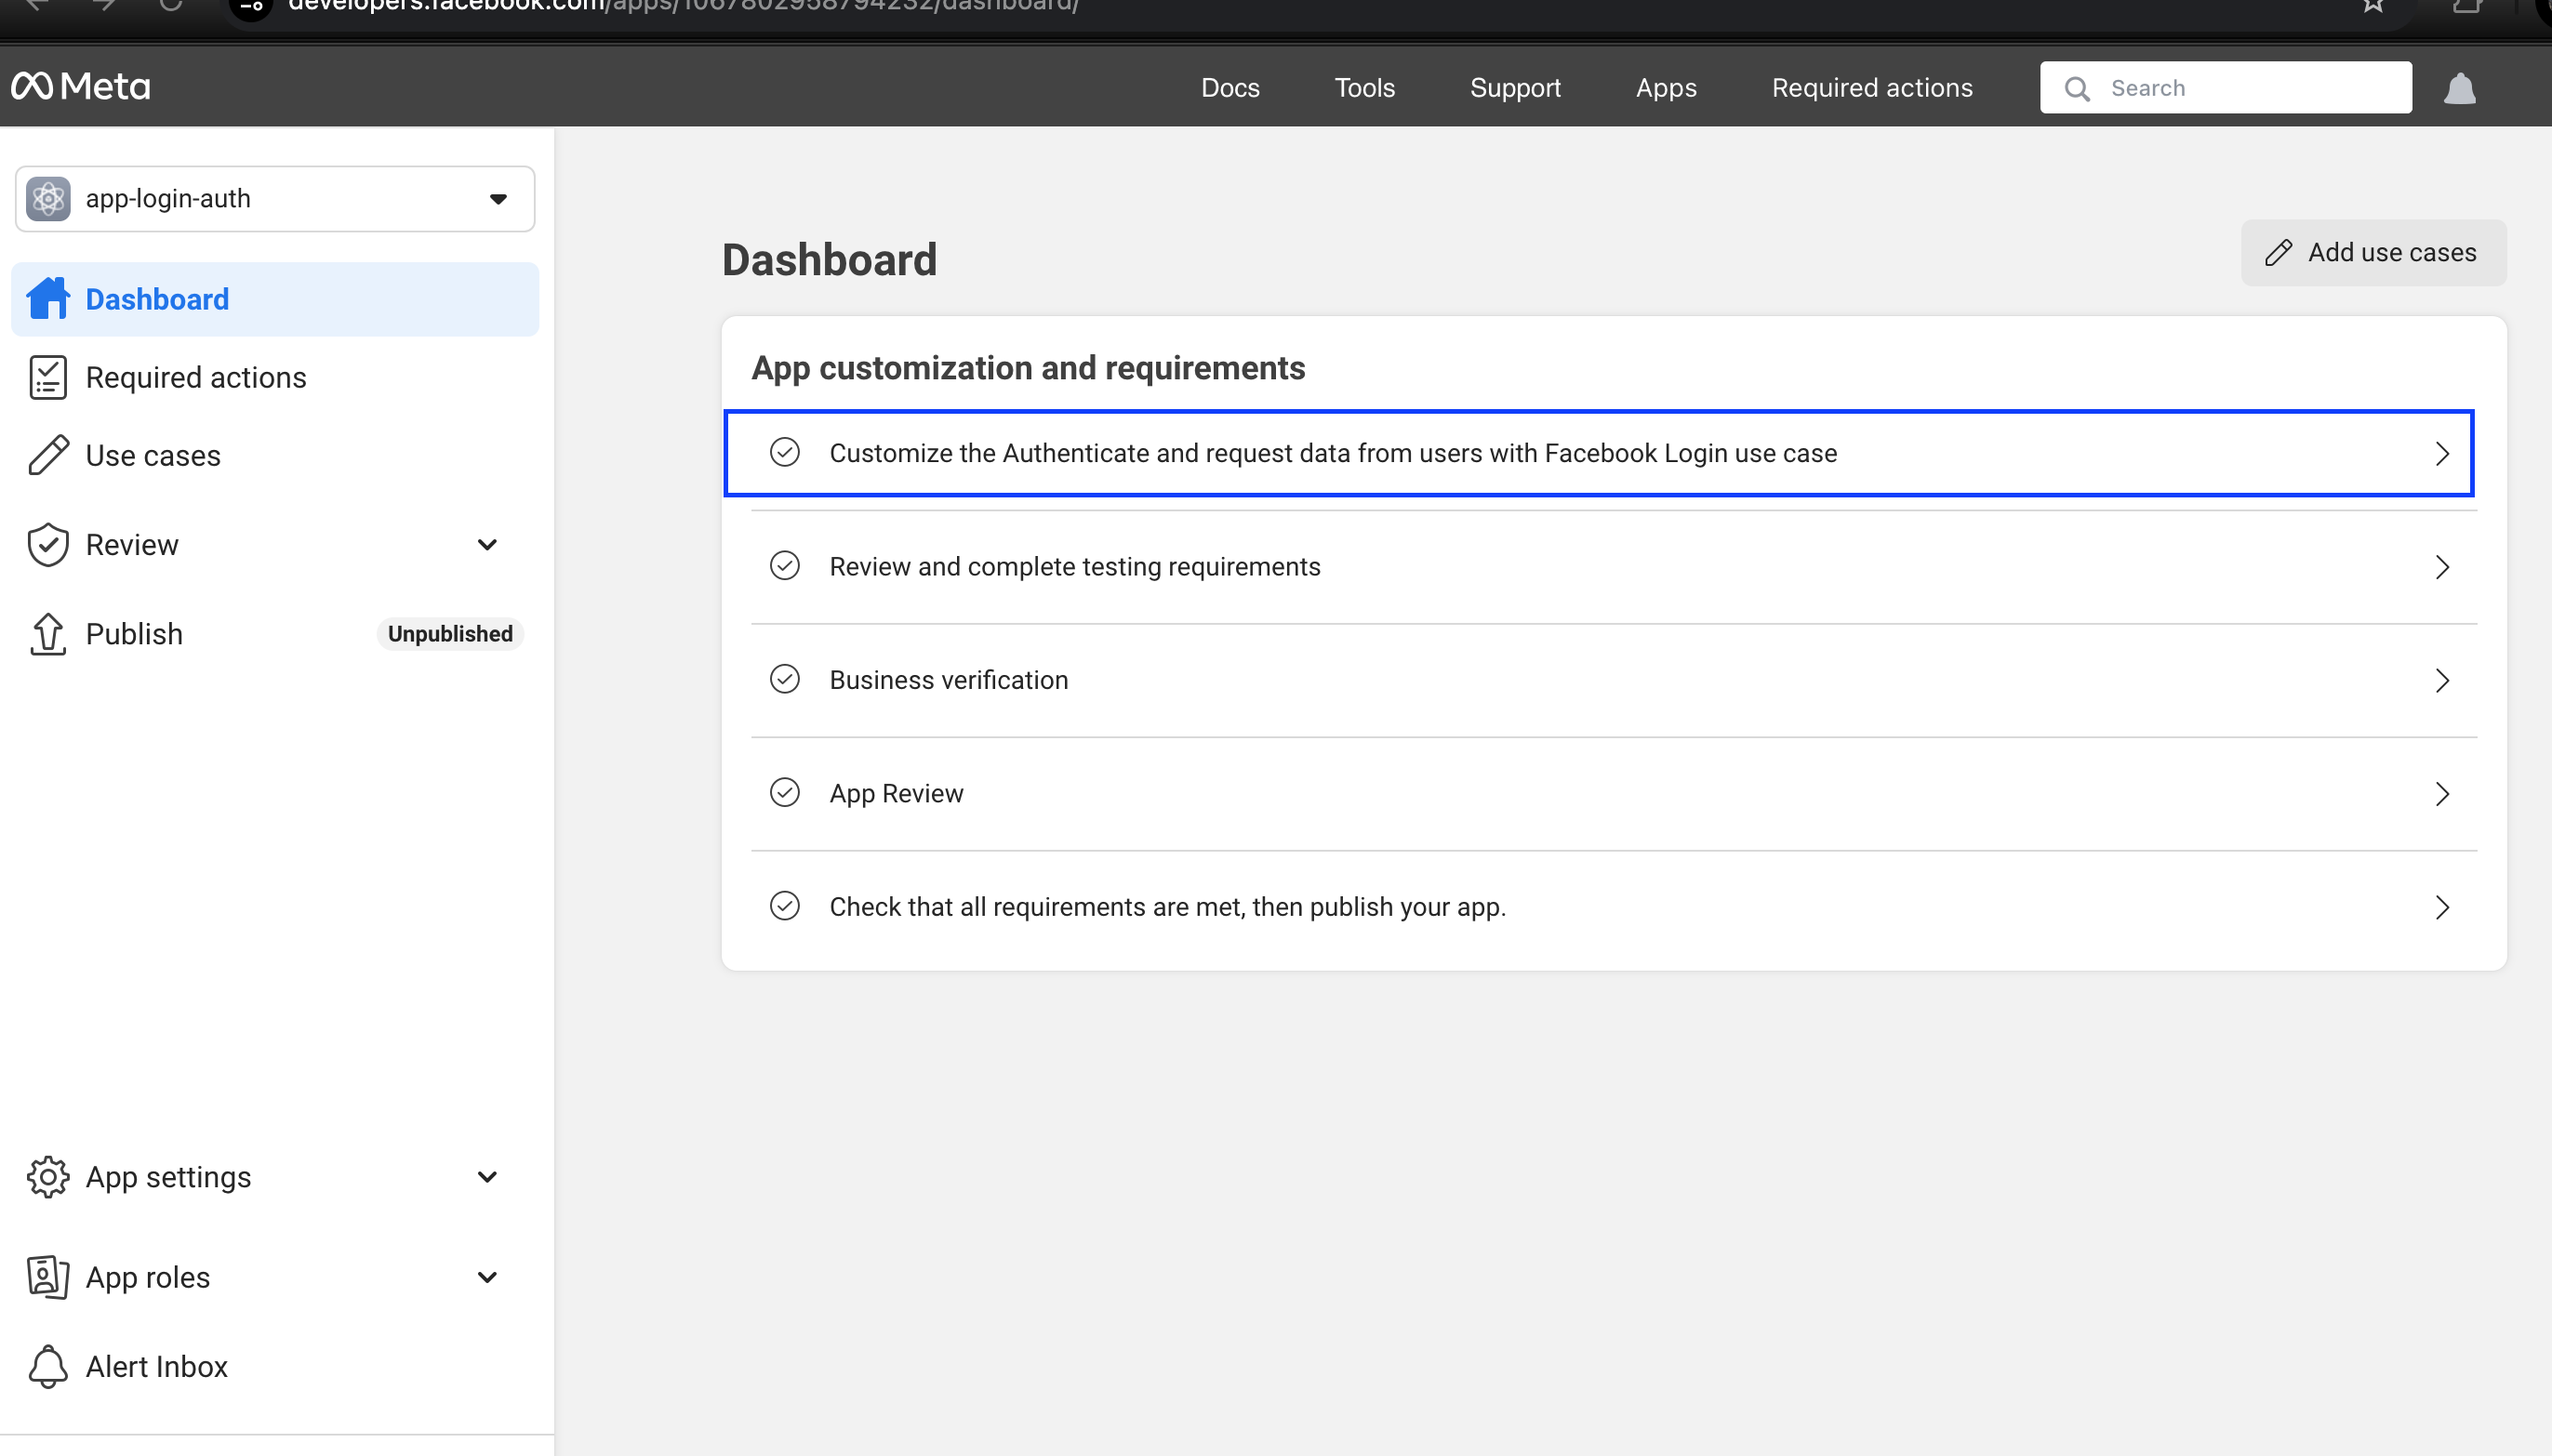 developers.facebook.com/apps/1067802958794232/dashboard/
Meta
Docs
Tools
Support
Apps
Required actions
Search
app-login-auth
Dashboard
Required actions
Use cases
Review
Publish
Unpublished
App settings
App roles
Alert Inbox
Dashboard
Add use cases
App customization and requirements
Customize the Authenticate and request data from users with Facebook Login use case
Review and complete testing requirements
Business verification
App Review
Check that all requirements are met, then publish your app.